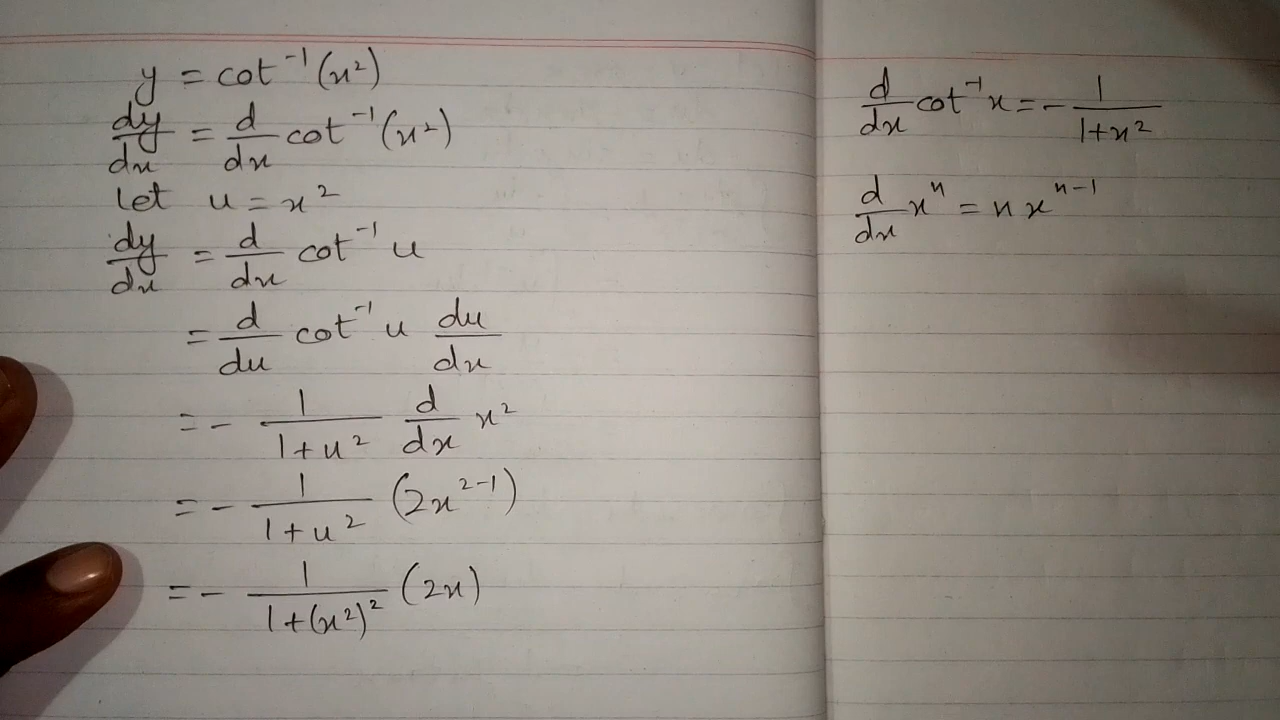 y = cot⁻¹(x²)
dy/dx = d/dx cot⁻¹(x²)
Let u = x²
dy/dx = d/dx cot⁻¹ u
= d/du cot⁻¹ u du/dx
= - 1/(1+u²) d/dx x²
= - 1/(1+u²) (2x²⁻¹)
= - 1/(1+(x²)²) (2x)
d/dx cot⁻¹x = - 1/(1+x²)
d/dx xⁿ = n xⁿ⁻¹